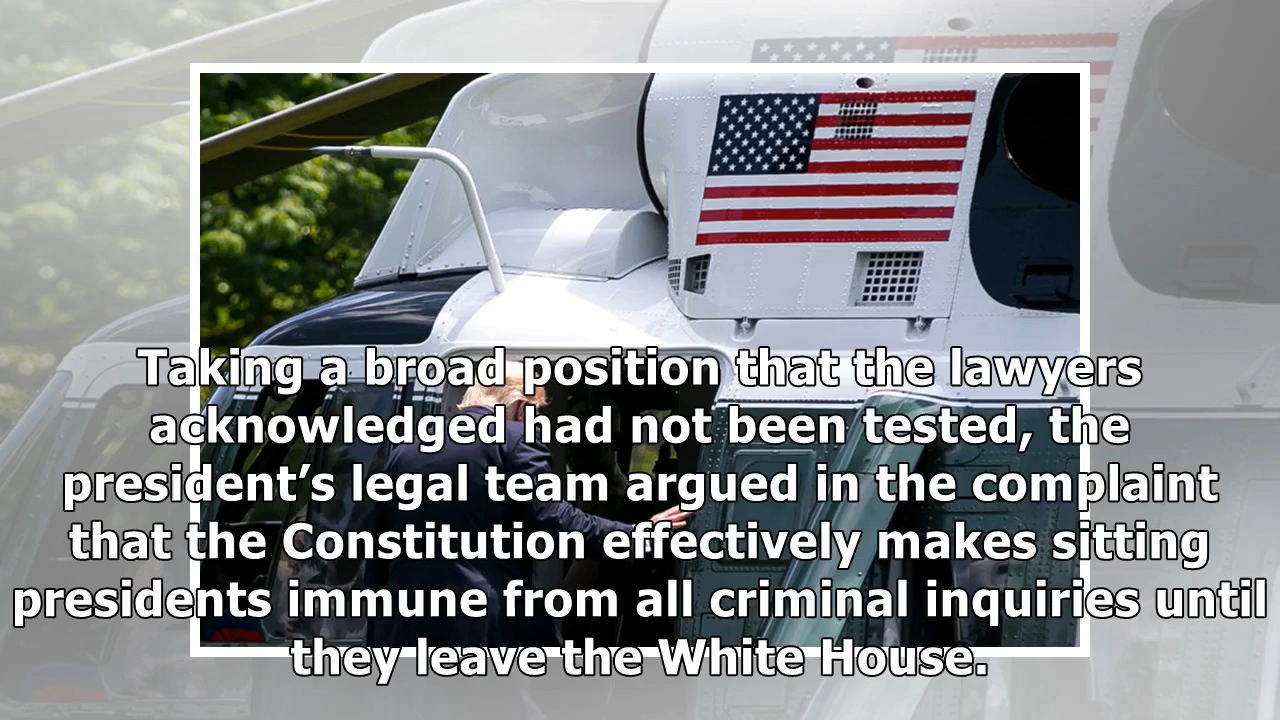 Taking a broad position that the lawyers
acknowledged had not been tested, the
president’s legal team argued in the complaint
that the Constitution effectively makes sitting
presidents immune from all criminal inquiries until
they leave the White House.